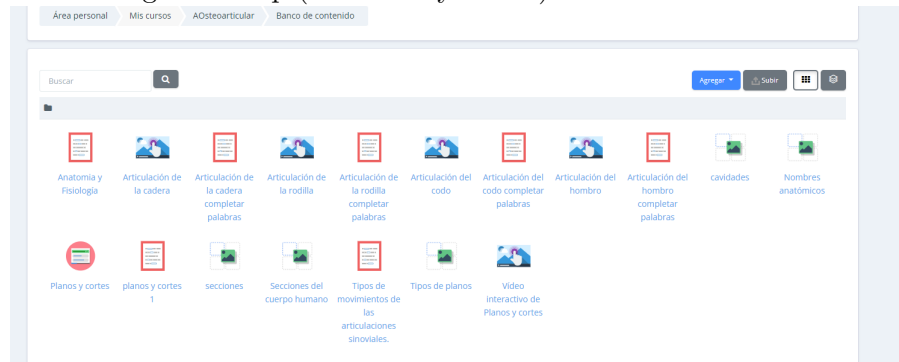 Área personal
Mis cursos
AOsteoarticular
Banco de contenido
Buscar
Agregar
Subir
Anatomía y
Fisiología
Articulación de
la cadera
Articulación de
la cadera
completar
palabras
Articulación de
la rodilla
Articulación de
la rodilla
completar
palabras
Articulación del
codo
Articulación del
codo completar
palabras
Articulación del
hombro
Articulación del
hombro
completar
palabras
cavidades
Nombres
anatómicos
Planos y cortes
planos y cortes
1
secciones
Secciones del
cuerpo humano
Tipos de
movimientos de
las
articulaciones
sinoviales.
Tipos de planos
Video
interactivo de
Planos y cortes